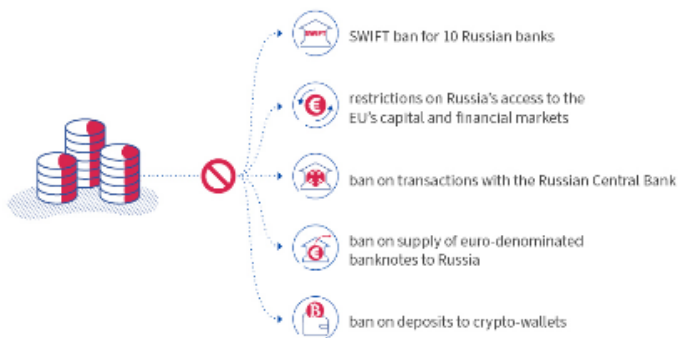 SWIFT
SWIFT ban for 10 Russian banks
€
restrictions on Russia's access to the
EU's capital and financial markets
ban on transactions with the Russian Central Bank
€
ban on supply of euro-denominated
banknotes to Russia
B
ban on deposits to crypto-wallets